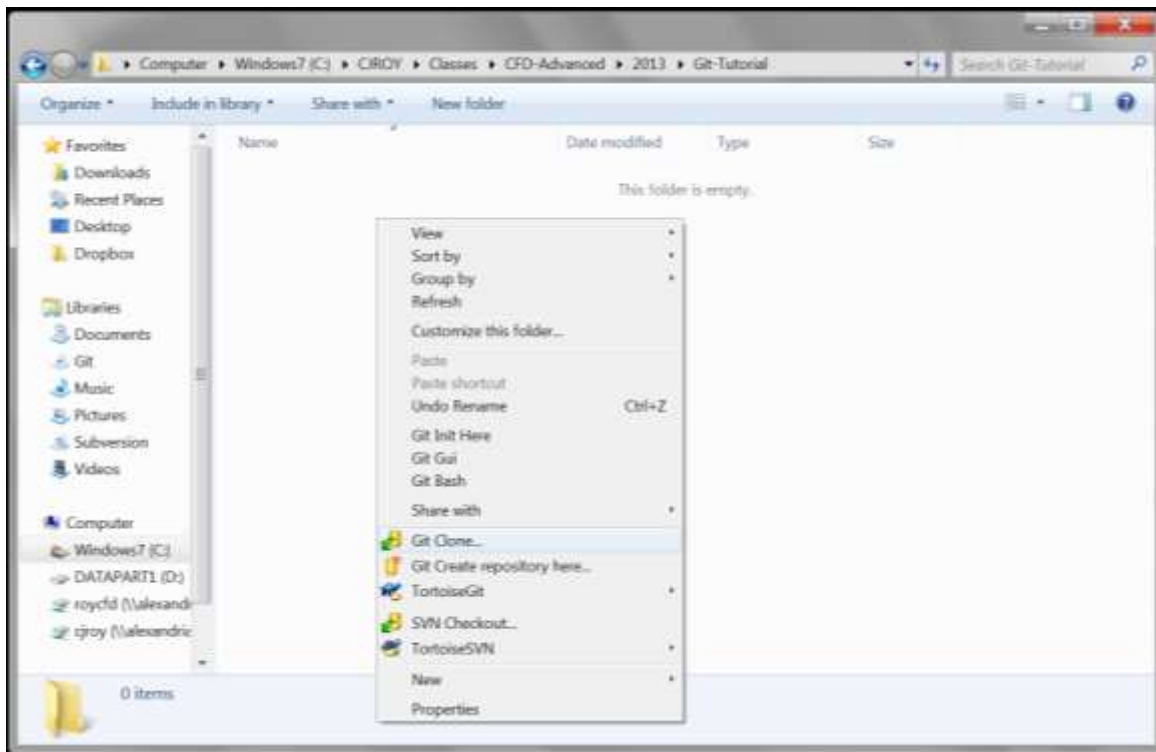 Computer ▸ Windows7 (C:) ▸ CJROY ▸ Classes ▸ CFD-Advanced ▸ 2013 ▸ Git-Tutorial
Search Git-Tutorial
Organize
Include in library
Share with
New folder
Name
Date modified
Type
Size
This folder is empty.
Favorites
Downloads
Recent Places
Desktop
Dropbox
Libraries
Documents
Git
Music
Pictures
Subversion
Videos
Computer
Windows7 (C:)
DATAPART1 (D:)
roycfd (\\alexandri
cjroy (\\alexandric
View
Sort by
Group by
Refresh
Customize this folder...
Paste
Paste shortcut
Undo Rename Ctrl+Z
Git Init Here
Git Gui
Git Bash
Share with
Git Clone...
Git Create repository here...
TortoiseGit
SVN Checkout...
TortoiseSVN
New
Properties
0 items